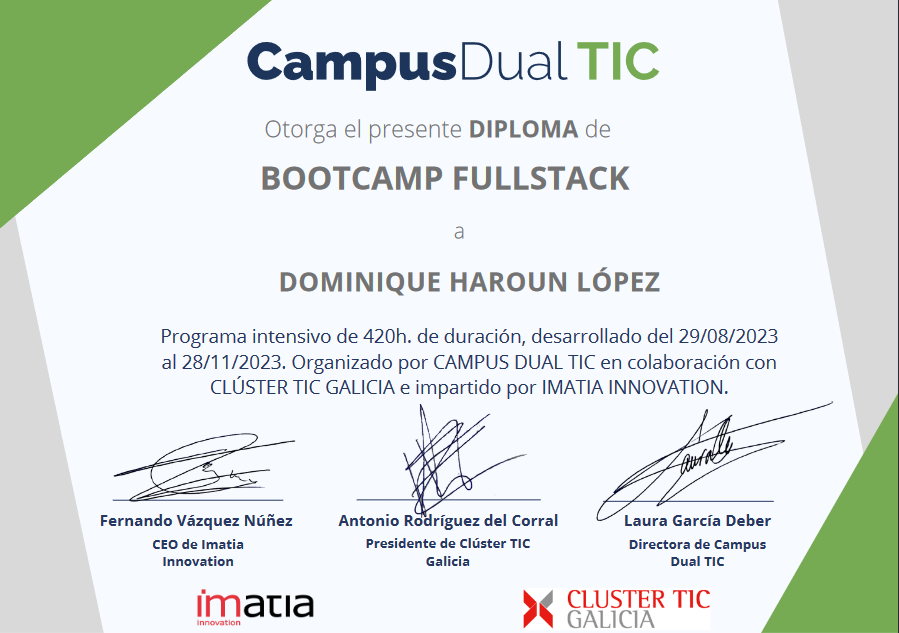 CampusDual TIC
Otorga el presente DIPLOMA de
BOOTCAMP FULLSTACK
a
DOMINIQUE HAROUN LÓPEZ
Programa intensivo de 420h. de duración, desarrollado del 29/08/2023
al 28/11/2023. Organizado por CAMPUS DUAL TIC en colaboración con
CLÚSTER TIC GALICIA e impartido por IMATIA INNOVATION.
Fernando Vázquez Núñez
CEO de Imatia
Innovation
Antonio Rodríguez del Corral
Presidente de Clúster TIC
Galicia
Laura García Deber
Directora de Campus
Dual TIC
imatia
innovation
CLUSTER TIC
GALICIA